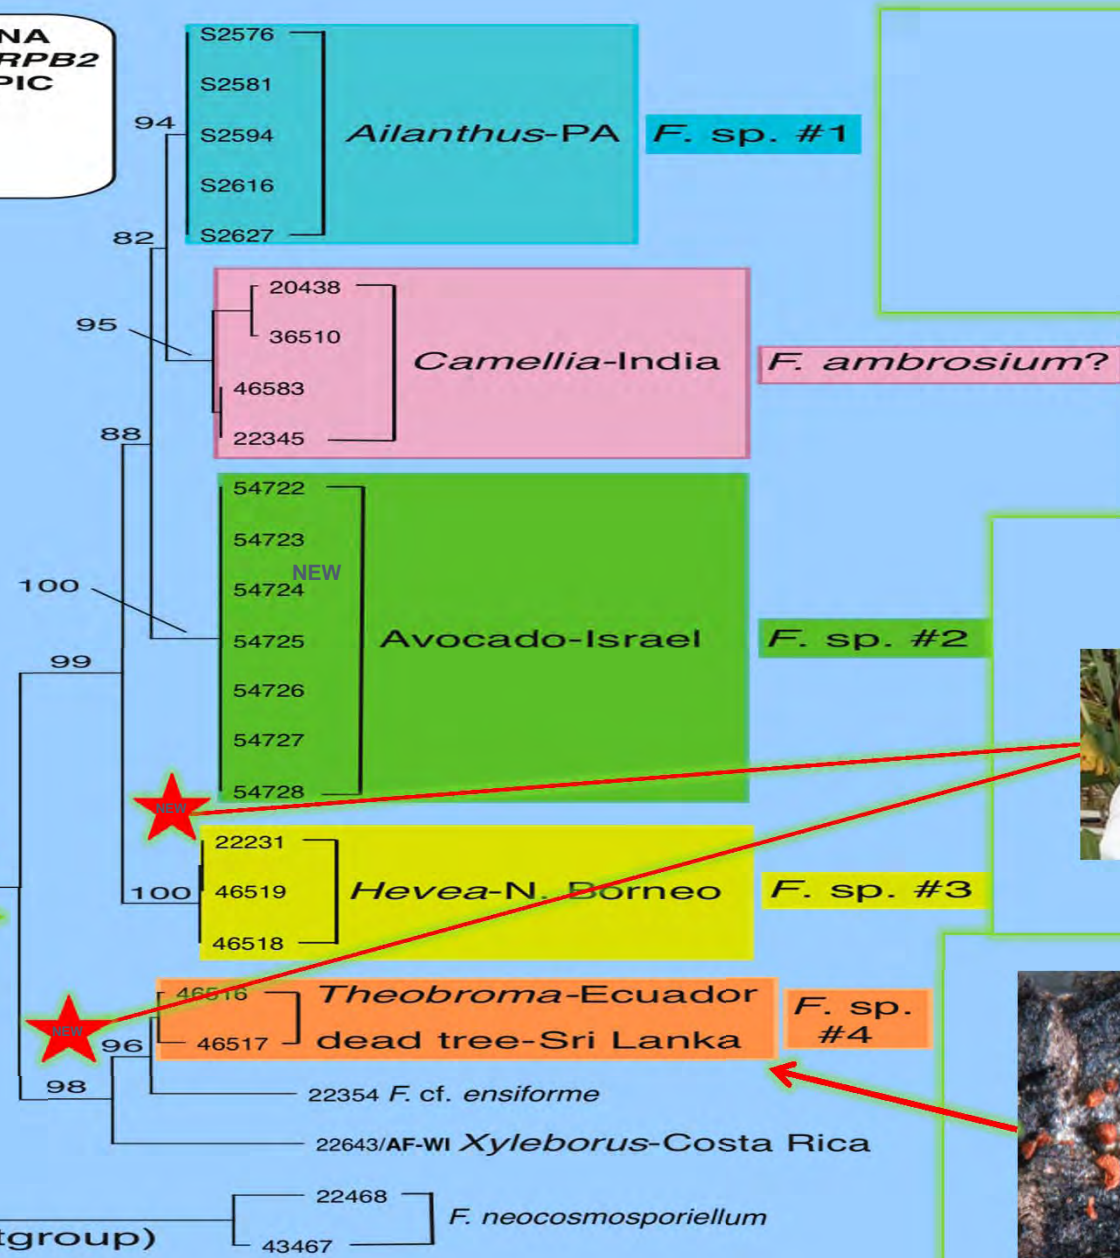 NA
RPB2
PIC
S2576
S2581
94
S2594
Ailanthus-PA
F. sp. #1
S2616
S2627
82
20438
95
36510
Camellia-India
F. ambrosium?
46583
88
22345
54722
54723
NEW
54724
100
54725
Avocado-Israel
F. sp. #2
54726
99
54727
54728
NEW
22231
100
46519
Hevea-N. Borneo
F. sp. #3
46518
46516
Theobroma-Ecuador
F. sp.
#4
NEW
96
46517
dead tree-Sri Lanka
98
22354 F. cf. ensiforme
22643/AF-WI Xyleborus-Costa Rica
22468
F. neocosmosporiellum
tgroup)
43467